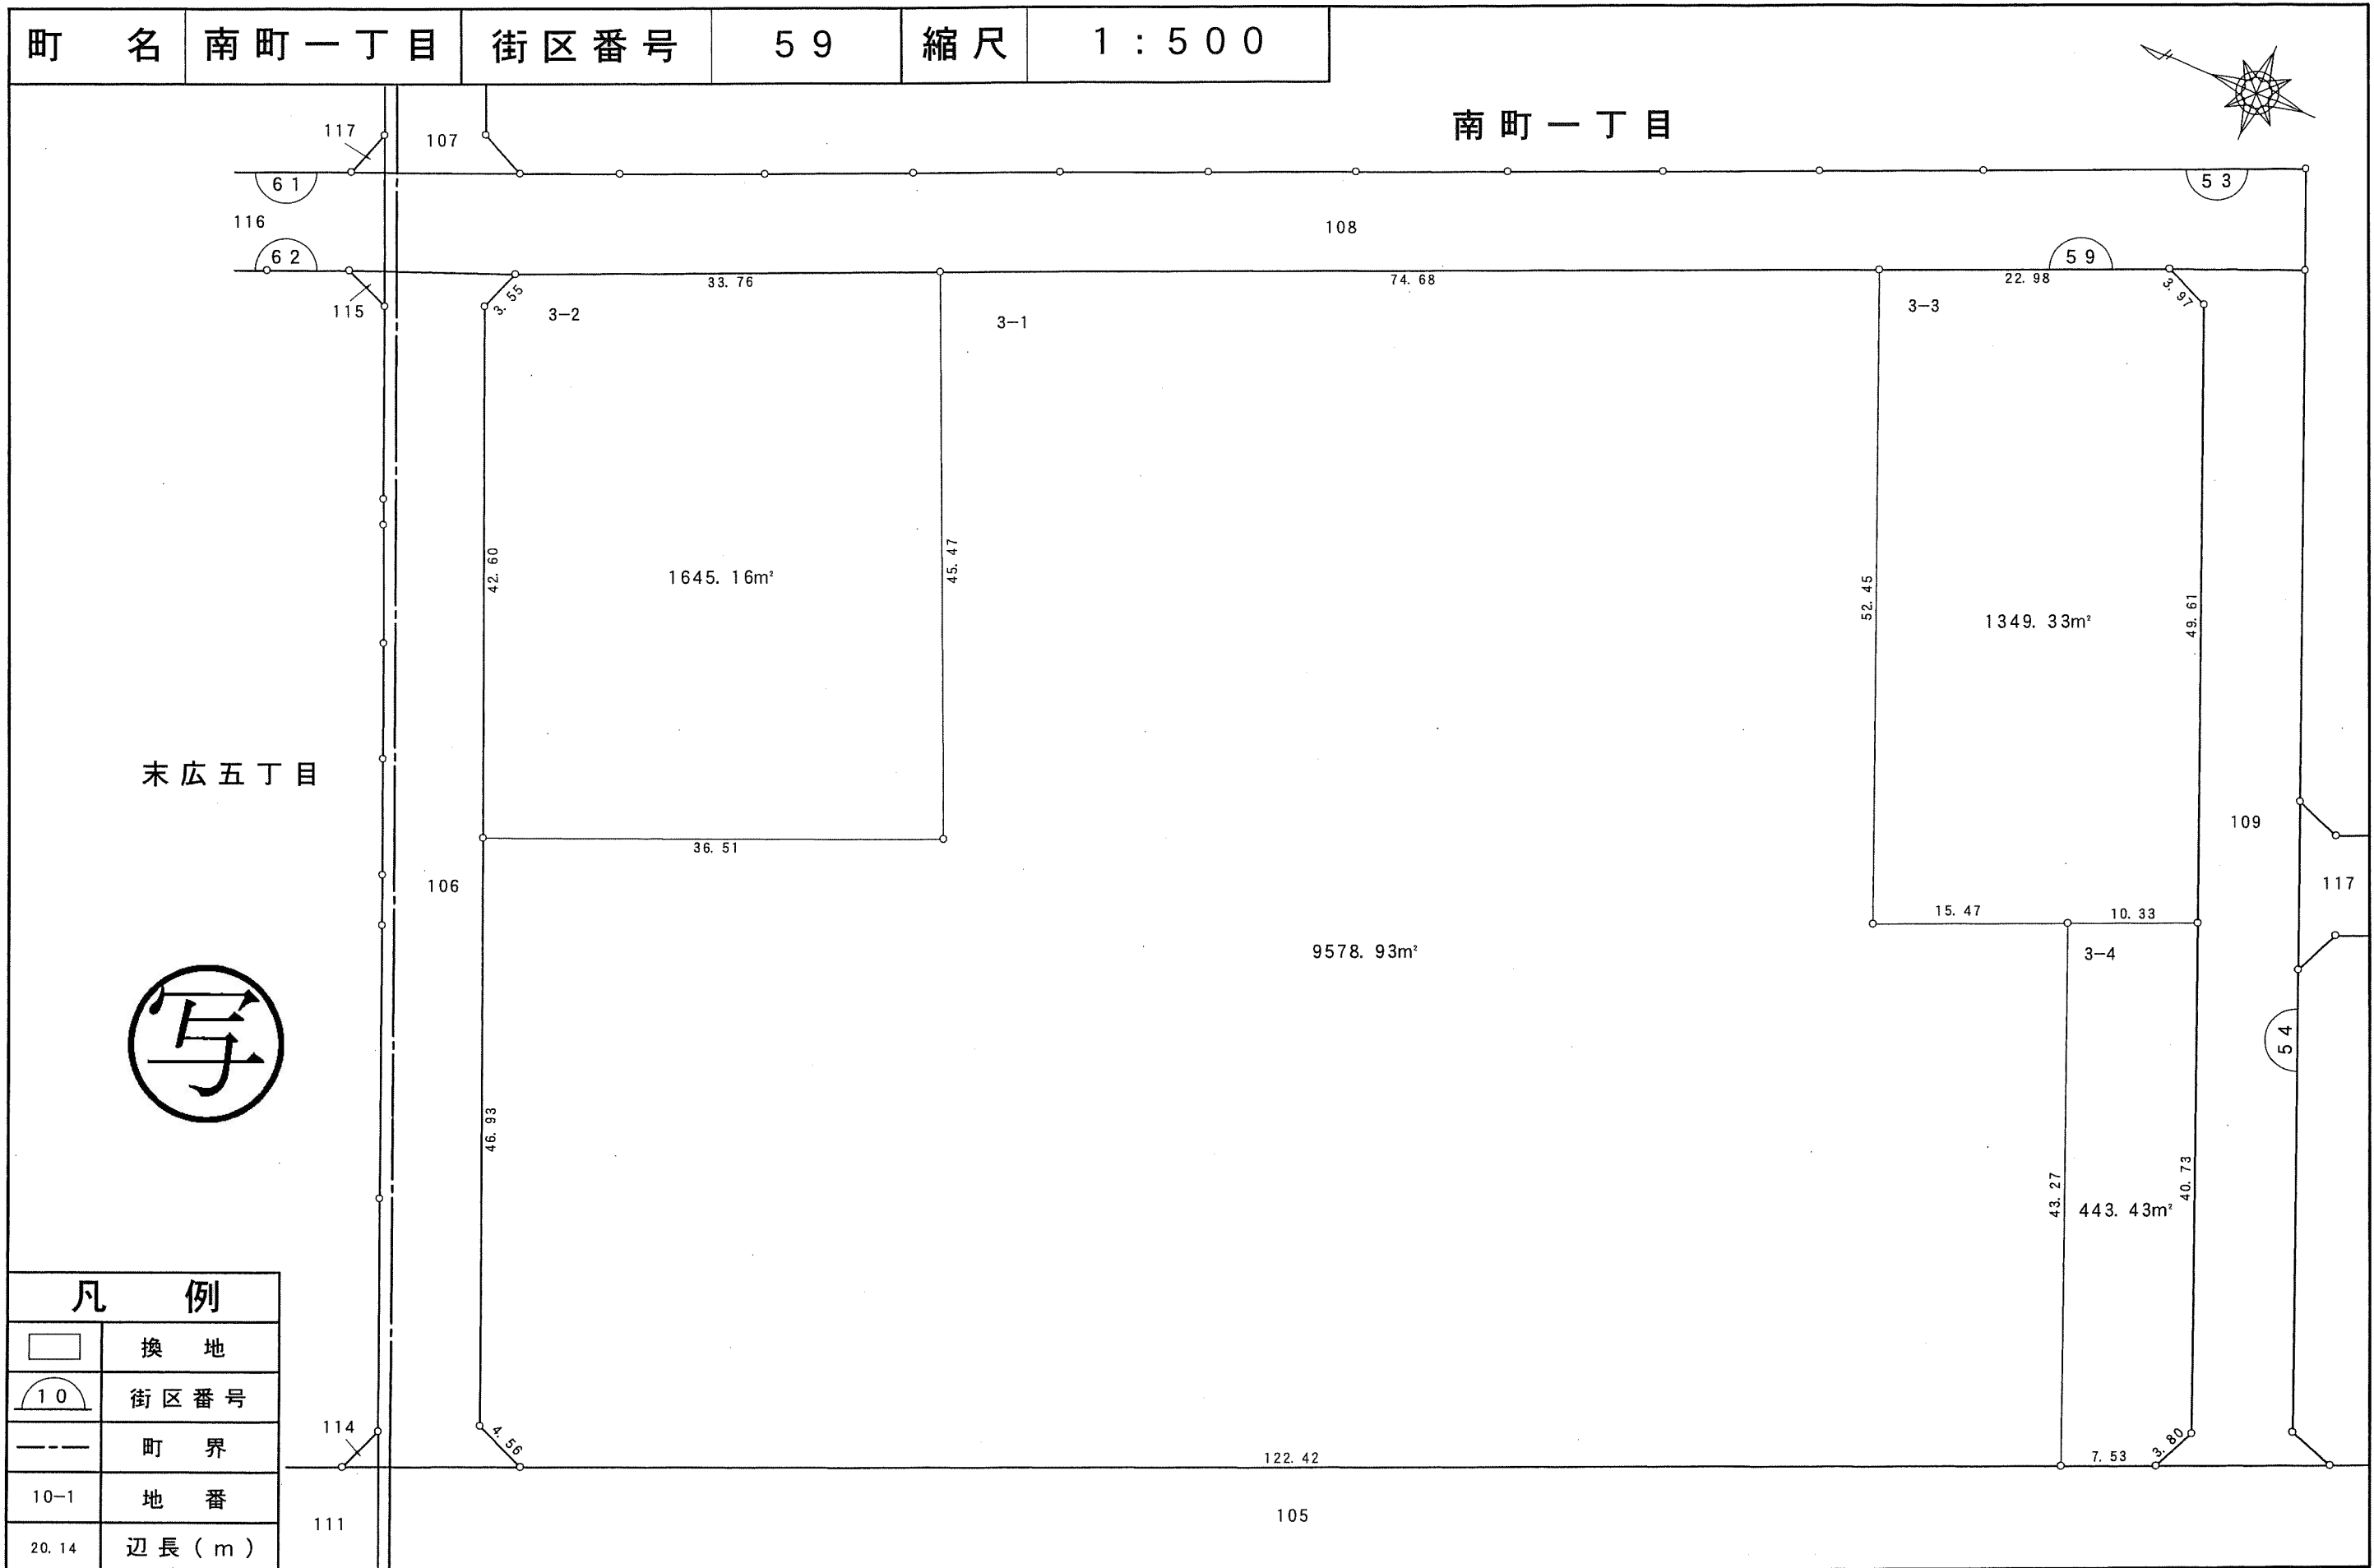 町 名 南町一丁目 街区番号 59 縮尺 1:500
南町一丁目
117
107
61
53
116
108
62
59
33.76
74.68
22.98
3.55
3.97
115
3-2
3-1
3-3
42.60
1645.16m²
45.47
52.45
1349.33m²
49.61
末広五丁目
109
36.51
106
117
15.47
10.33
9578.93m²
3-4
写
54
46.93
43.27
443.43m²
40.73
凡 例
換 地
10 街区番号
町 界
10-1 地 番
20.14 辺長(m)
114
4.56
122.42
7.53
3.80
111
105